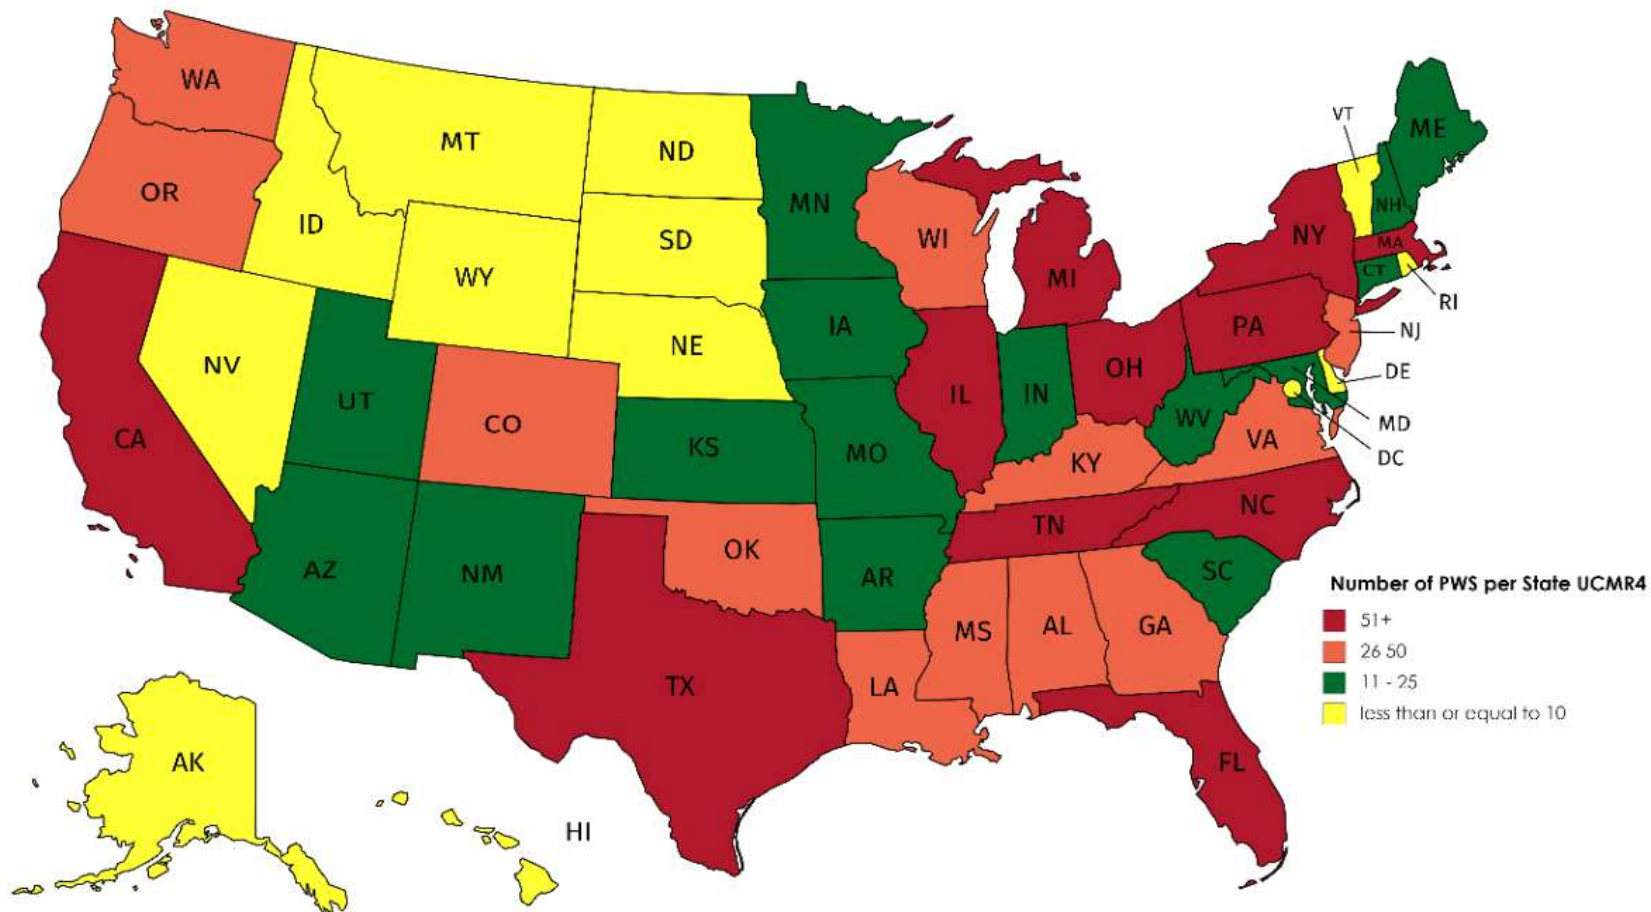 WA
MT
ND
MN
VT
ME
OR
ID
SD
WI
MI
NY
NH
MA
CT
RI
WY
NV
NE
IA
PA
NJ
UT
CO
KS
MO
IL
IN
OH
WV
VA
DE
MD
DC
CA
KY
AZ
NM
OK
AR
TN
NC
SC
MS
AL
GA
TX
LA
FL
AK
HI
Number of PWS per State UCMR4
51+
26 50
11 - 25
less than or equal to 10